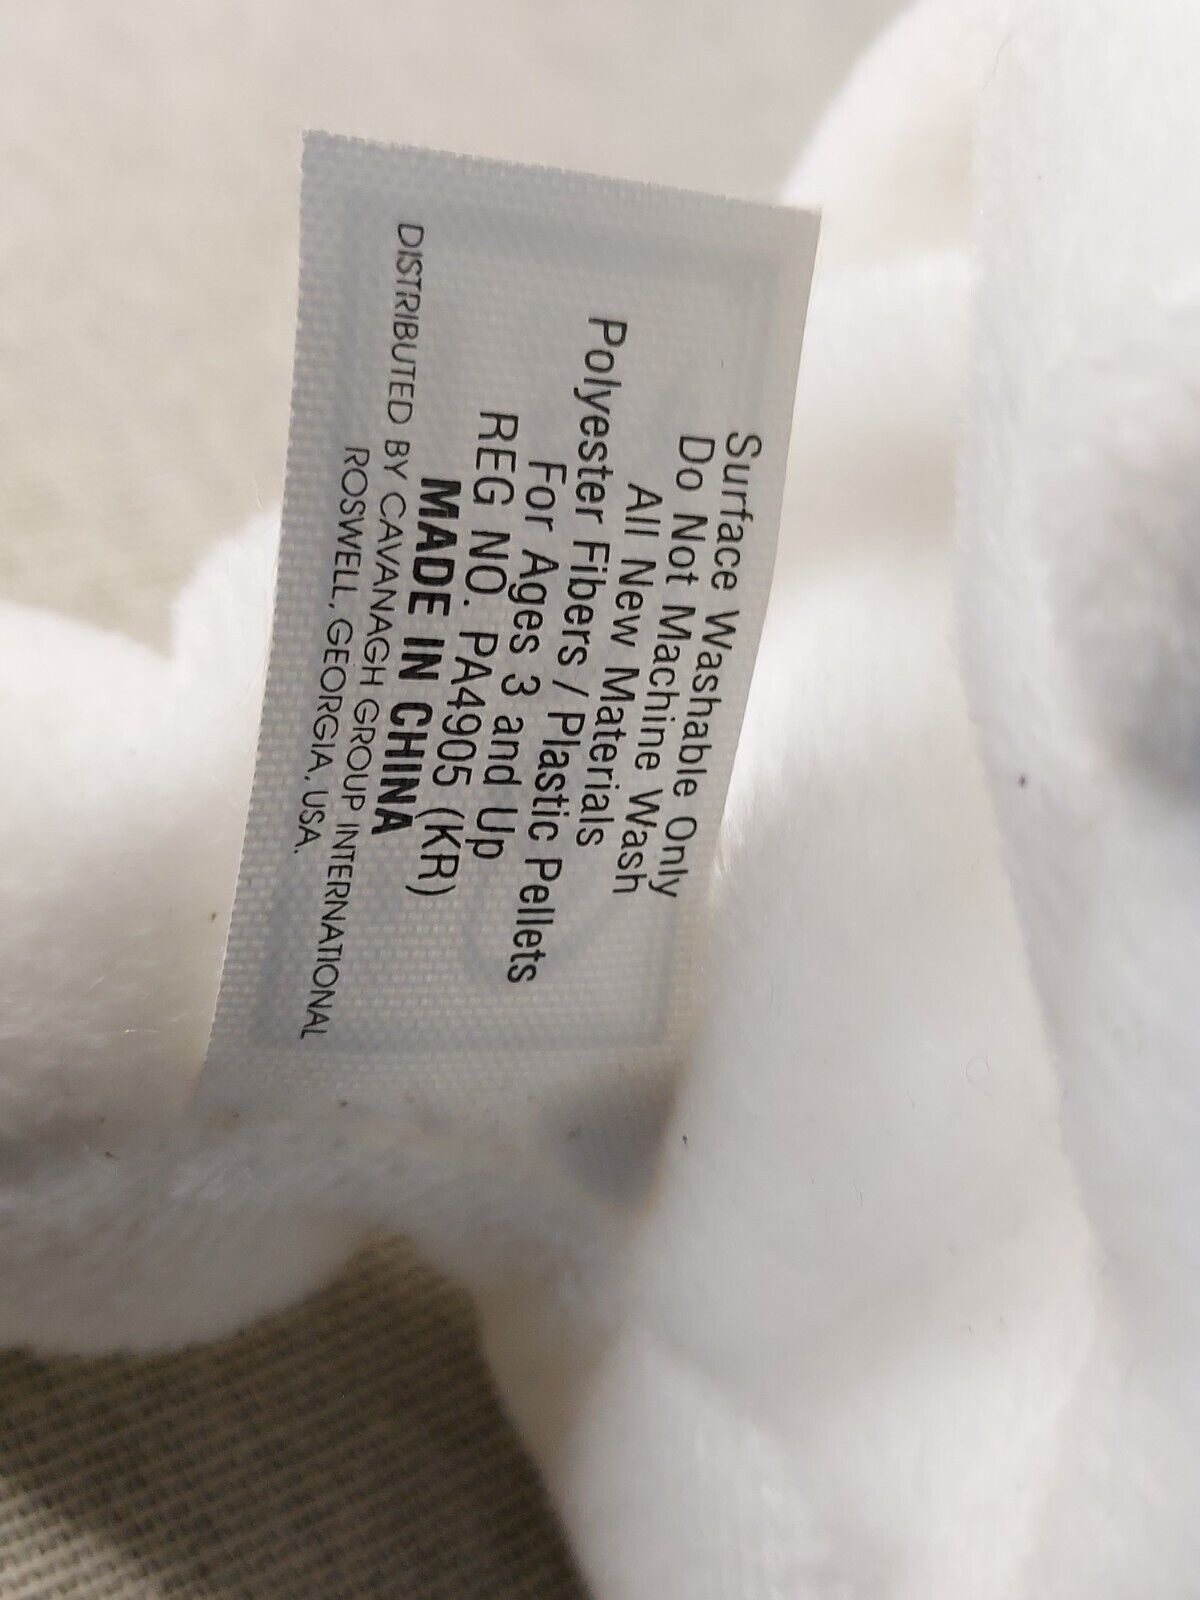 Surface Washable Only
Do Not Machine Wash
All New Materials
Polyester Fibers / Plastic Pellets
For Ages 3 and Up
REG NO. PA4905 (KR)
MADE IN CHINA
DISTRIBUTED BY CAVANAGH GROUP INTERNATIONAL
ROSWELL, GEORGIA, USA.